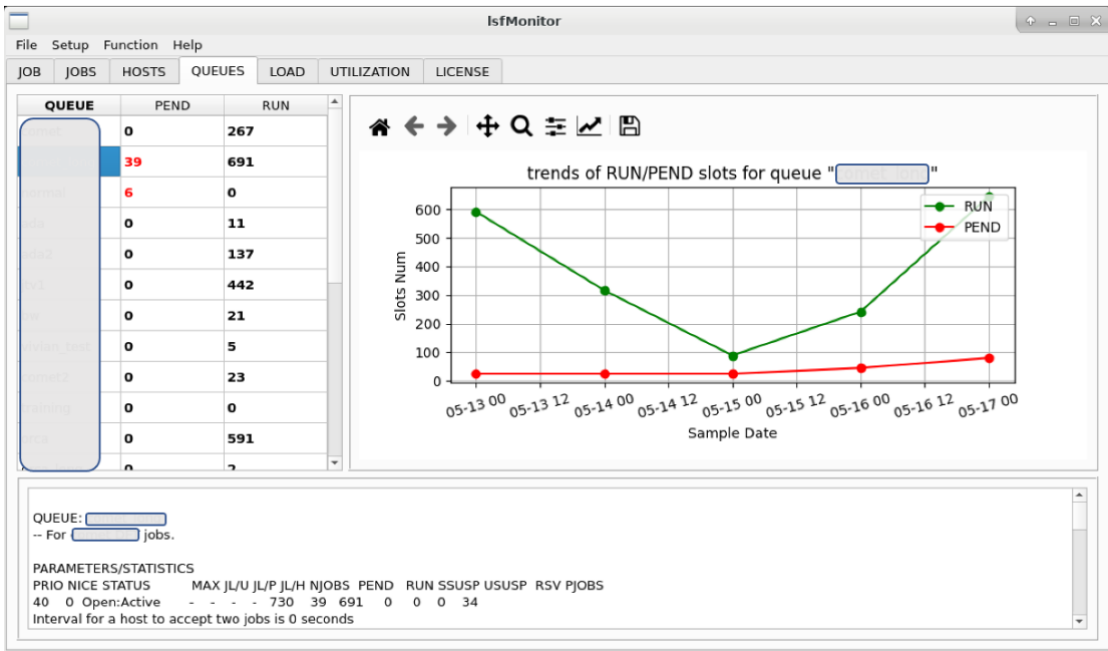 lsfMonitor
File Setup Function Help
JOB JOBS HOSTS QUEUES LOAD UTILIZATION LICENSE
QUEUE PEND RUN
0 267
39 691
6 0
0 11
0 137
0 442
0 21
0 5
0 23
0 0
0 591
0 2
trends of RUN/PEND slots for queue " "
RUN
PEND
Slots Num
600
500
400
300
200
100
0
05-13 00 05-13 12 05-14 00 05-14 12 05-15 00 05-15 12 05-16 00 05-16 12 05-17 00
Sample Date
QUEUE:
-- For jobs.
PARAMETERS/STATISTICS
PRIO NICE STATUS MAX JL/U JL/P JL/H NJOBS PEND RUN SSUSP USUSP RSV PJOBS
40 0 Open:Active - - - - 730 39 691 0 0 0 34
Interval for a host to accept two jobs is 0 seconds